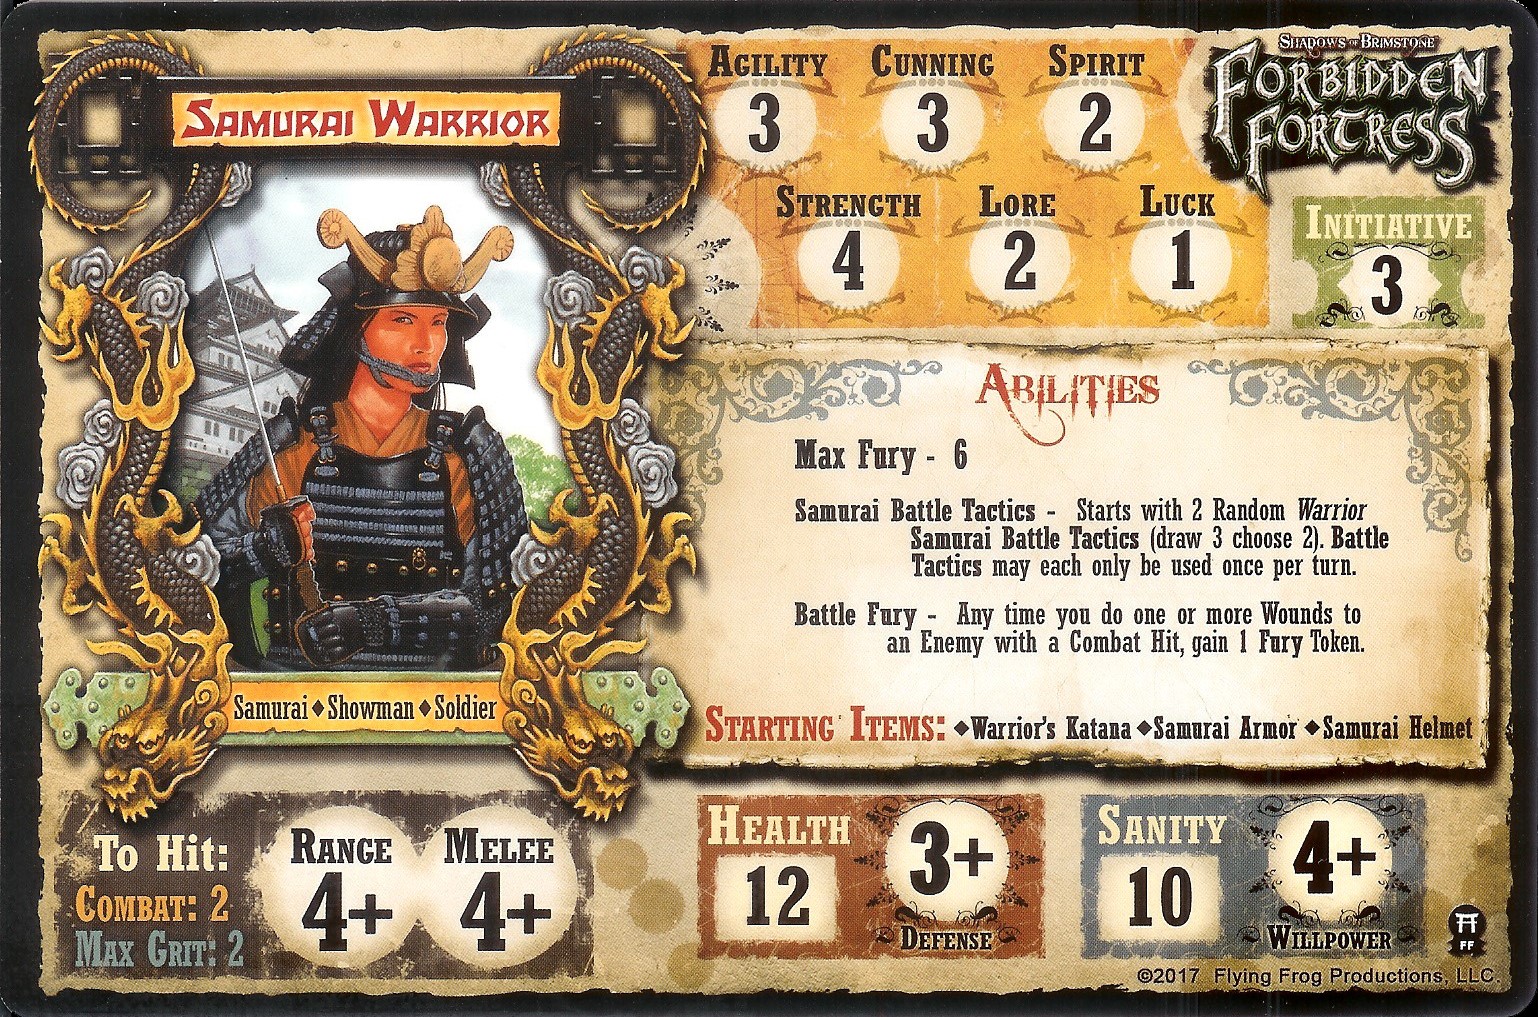 Samurai Warrior
Samurai ◆ Showman ◆ Soldier
To Hit:
Combat: 2
Max Grit: 2
Range
4+
Melee
4+
Agility
3
Cunning
3
Spirit
2
Shadows of Brimstone
Forbidden
Fortress
Strength
4
Lore
2
Luck
1
Initiative
3
Abilities
Max Fury - 6
Samurai Battle Tactics - Starts with 2 Random Warrior
Samurai Battle Tactics (draw 3 choose 2). Battle
Tactics may each only be used once per turn.
Battle Fury - Any time you do one or more Wounds to
an Enemy with a Combat Hit, gain 1 Fury Token.
Starting Items: ◆Warrior's Katana ◆Samurai Armor ◆Samurai Helmet
Health
12
3+
Defense
Sanity
10
4+
Willpower
FF
©2017 Flying Frog Productions, LLC.